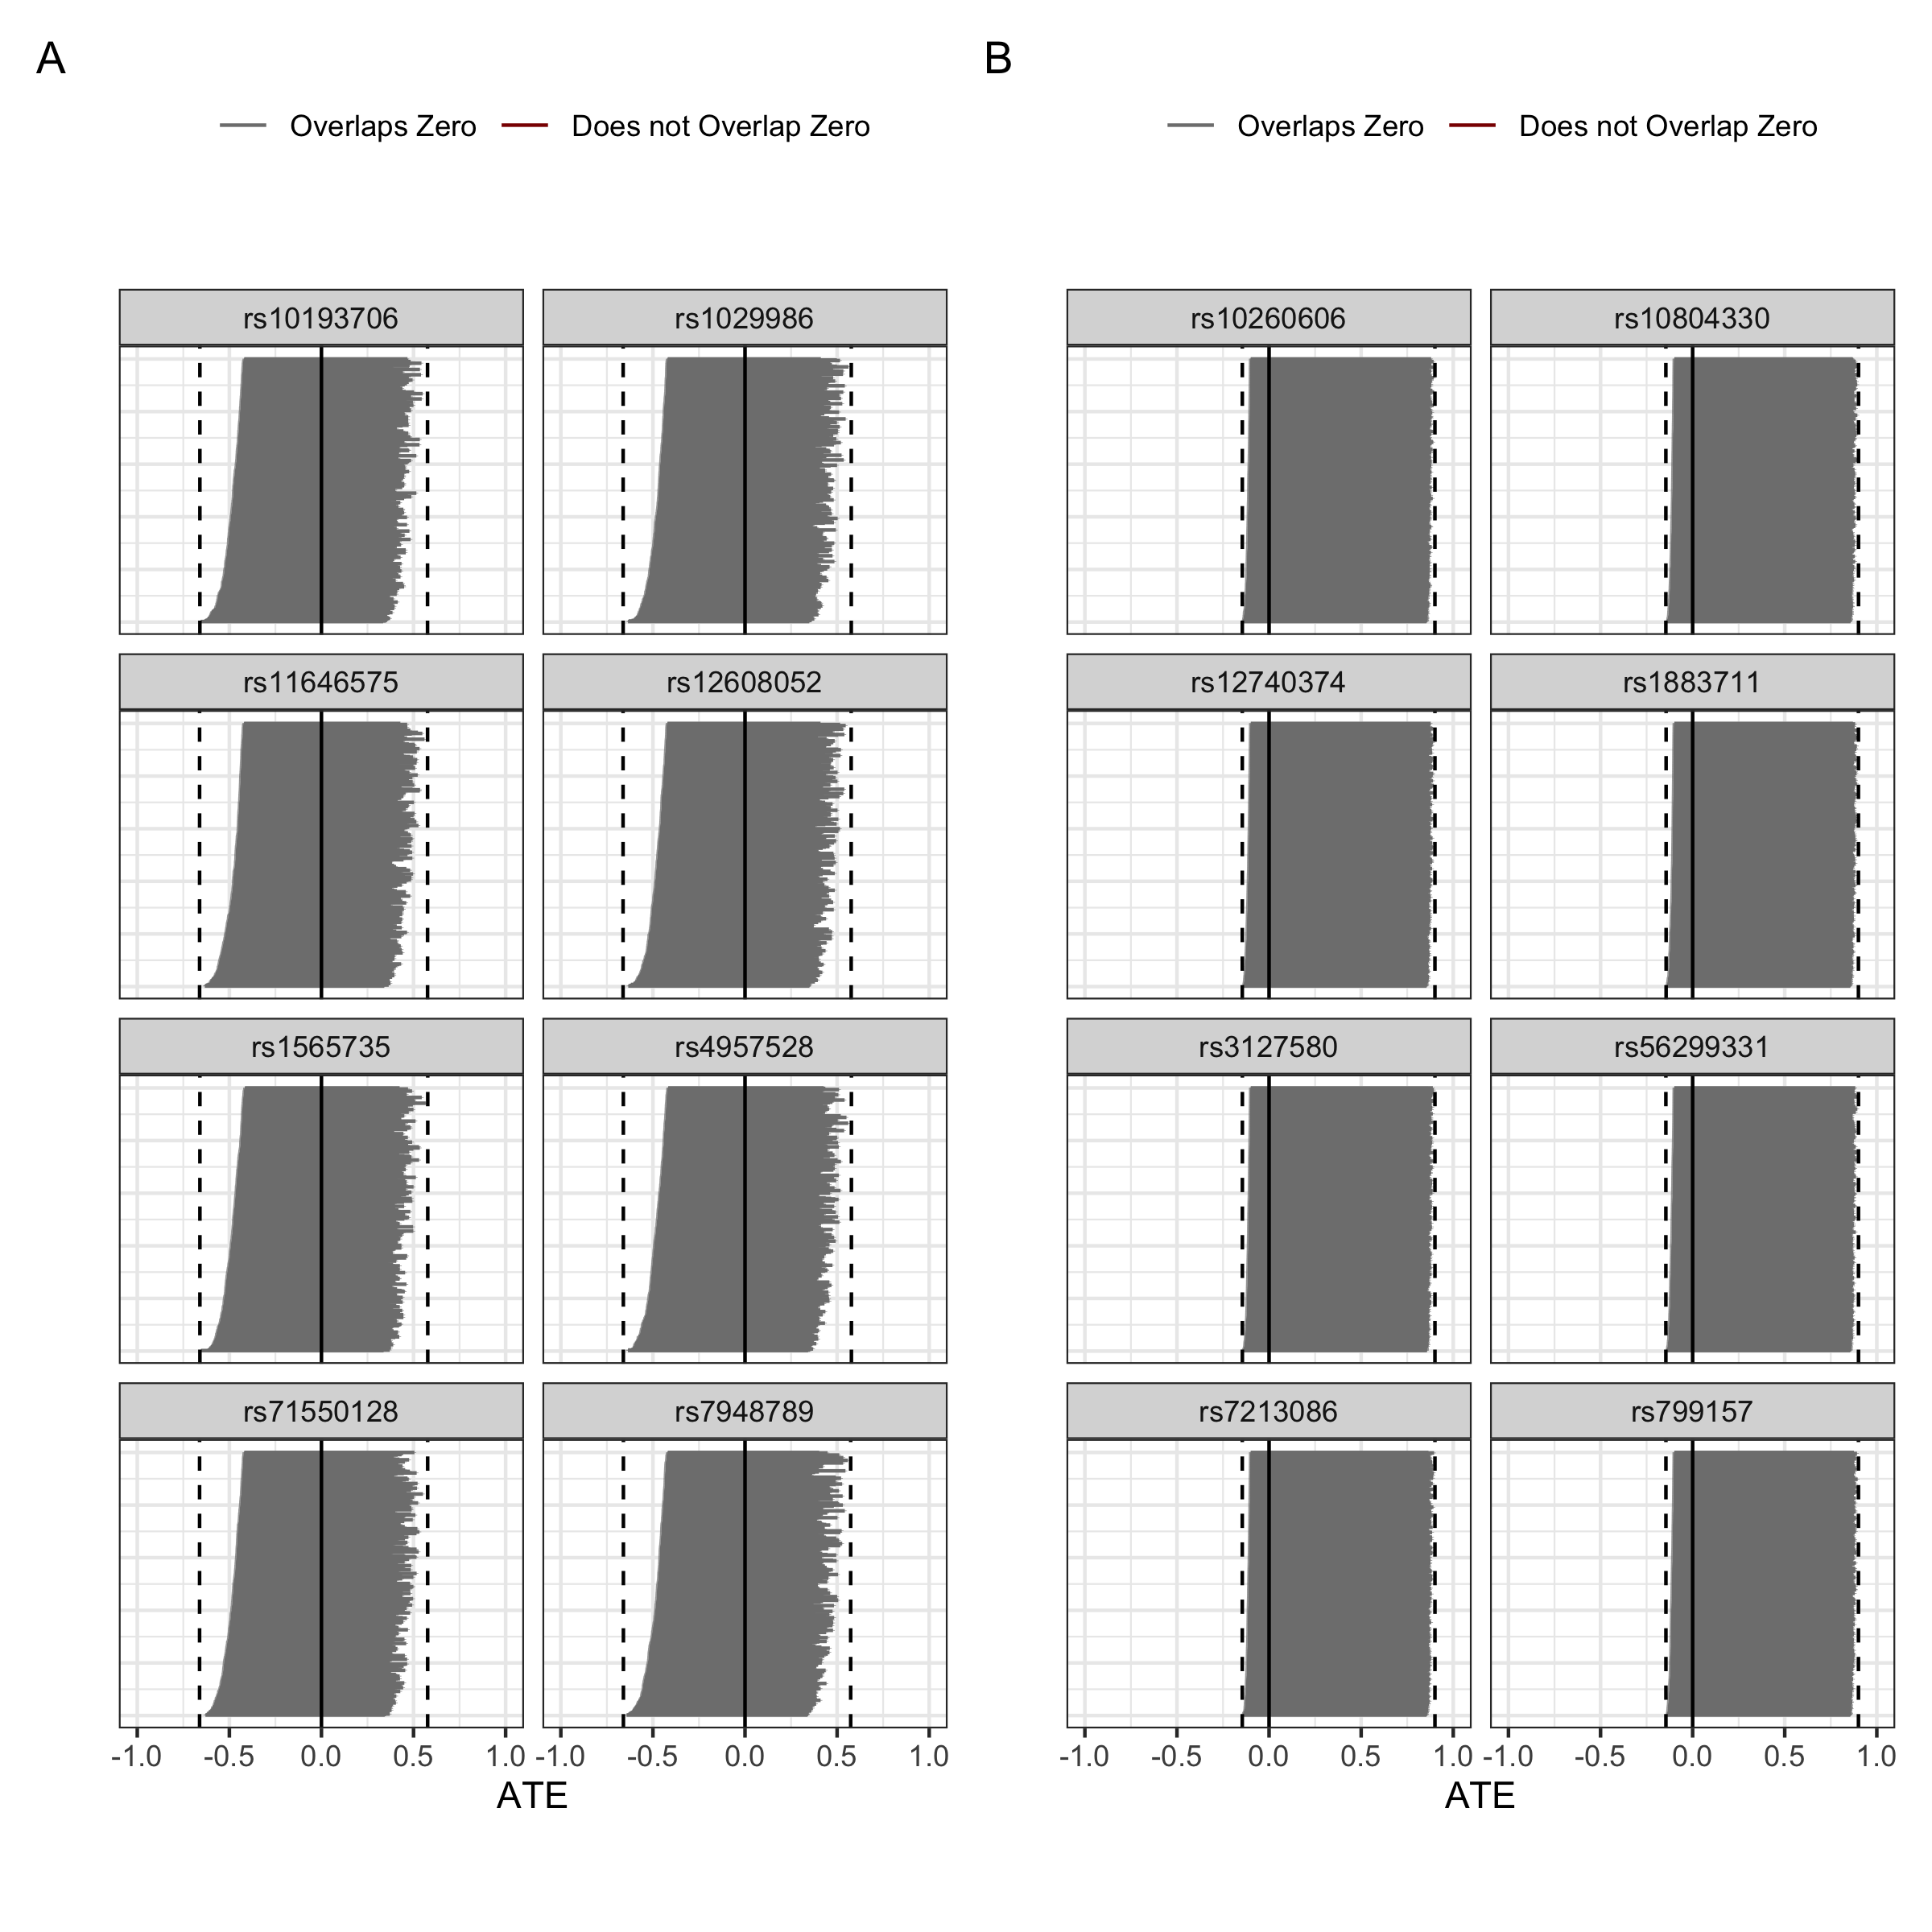 A
B
Overlaps Zero Does not Overlap Zero
Overlaps Zero Does not Overlap Zero
rs10193706 rs1029986
rs10260606 rs10804330
rs11646575 rs12608052
rs12740374 rs1883711
rs1565735 rs4957528
rs3127580 rs56299331
rs71550128 rs7948789
rs7213086 rs799157
-1.0 -0.5 0.0 0.5 1.0 -1.0 -0.5 0.0 0.5 1.0
-1.0 -0.5 0.0 0.5 1.0 -1.0 -0.5 0.0 0.5 1.0
ATE
ATE